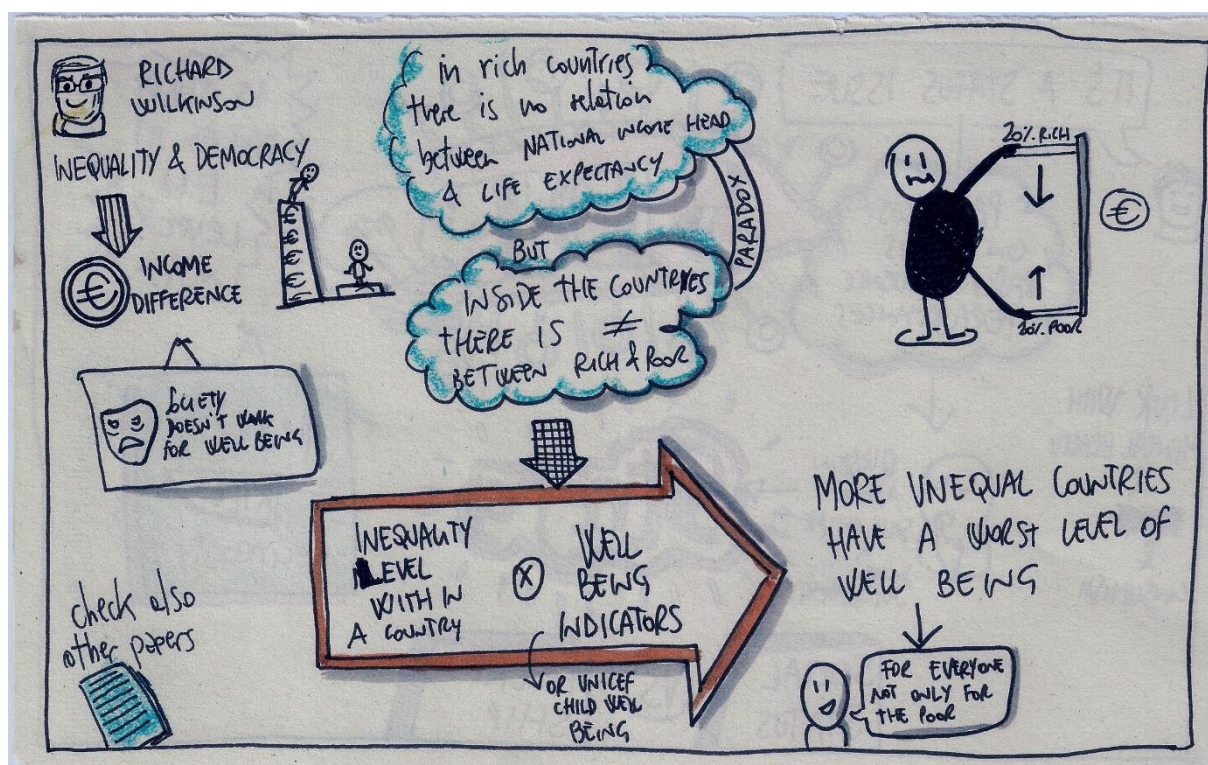 RICHARD
WILKINSON
INEQUALITY & DEMOCRACY
€
INCOME
DIFFERENCE
SOCIETY
DOESN'T WORK
FOR WELL BEING
in rich countries
there is no relation
between NATIONAL INCOME HEAD
& LIFE EXPECTANCY
PARADOX
BUT
INSIDE THE COUNTRIES
THERE IS ≠
BETWEEN RICH & POOR
20% RICH
€
20% POOR
INEQUALITY
LEVEL
WITH IN
A COUNTRY
X
WELL
BEING
INDICATORS
OR UNICEF
CHILD WELL
BEING
MORE UNEQUAL COUNTRIES
HAVE A WORST LEVEL OF
WELL BEING
FOR EVERYONE
NOT ONLY FOR
THE POOR
check also
other papers